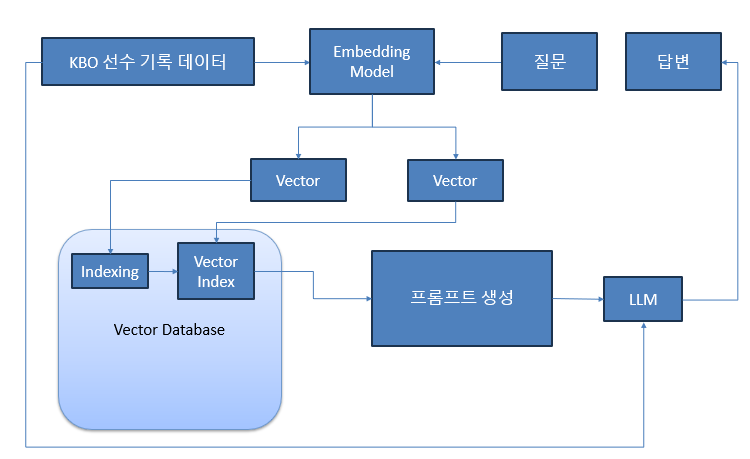 KBO 선수 기록 데이터
Embedding
Model
질문
답변
Vector
Vector
Indexing
Vector
Index
Vector Database
프롬프트 생성
LLM